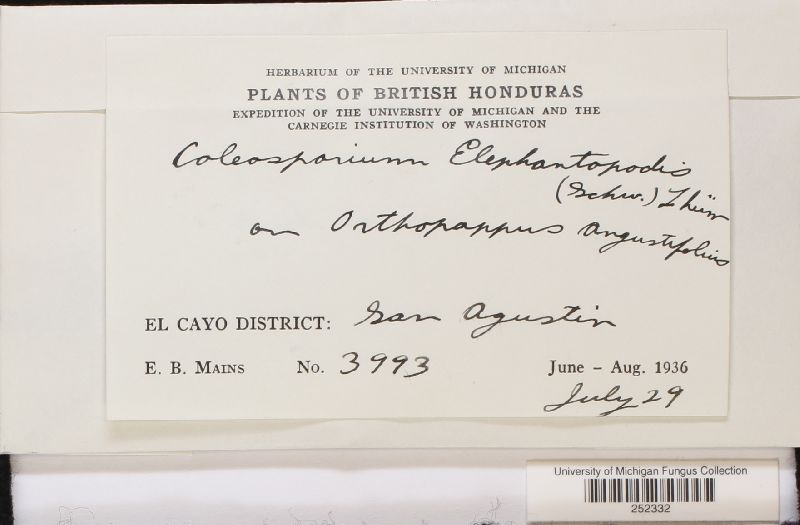 HERBARIUM OF THE UNIVERSITY OF MICHIGAN
PLANTS OF BRITISH HONDURAS
EXPEDITION OF THE UNIVERSITY OF MICHIGAN AND THE
CARNEGIE INSTITUTION OF WASHINGTON
Coleosporium Elephantopodis
(Schw.) Thüm
on Orthopappus angustifolius
EL CAYO DISTRICT: San Agustin
E. B. MAINS No. 3993 June – Aug. 1936
July 29
University of Michigan Fungus Collection
252332